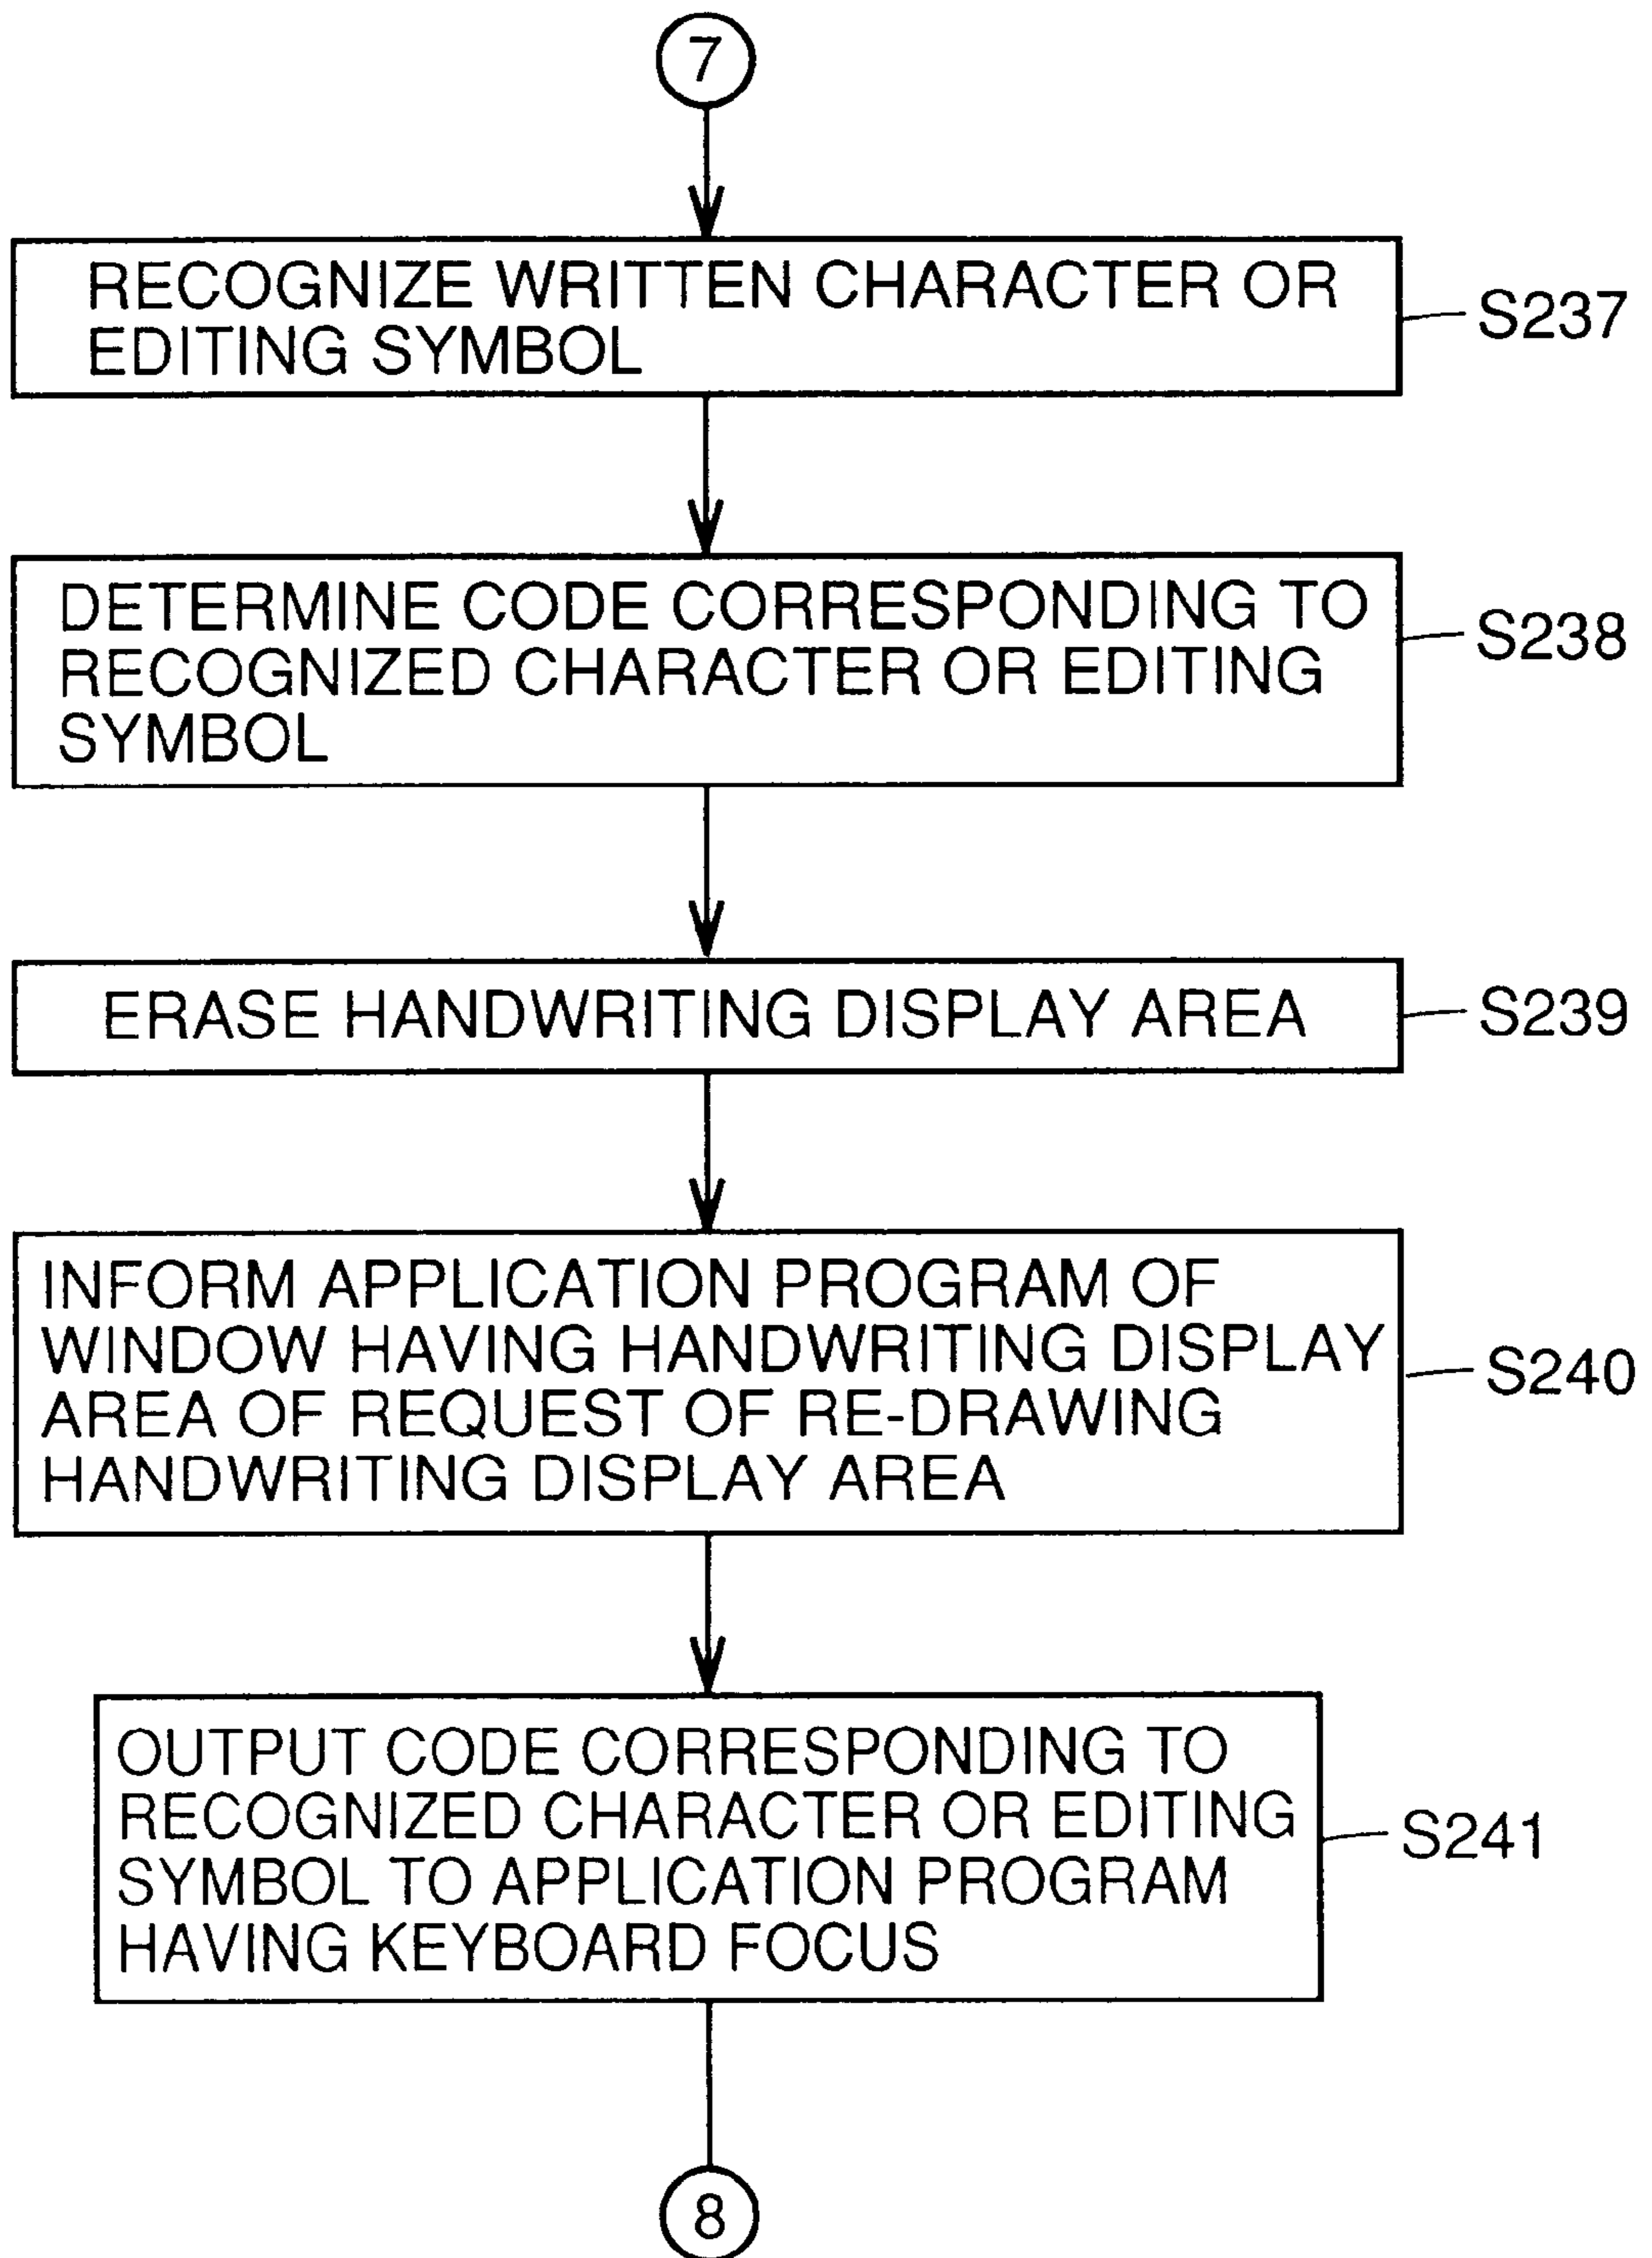 7
RECOGNIZE WRITTEN CHARACTER OR
EDITING SYMBOL
S237
DETERMINE CODE CORRESPONDING TO
RECOGNIZED CHARACTER OR EDITING
SYMBOL
S238
ERASE HANDWRITING DISPLAY AREA
S239
INFORM APPLICATION PROGRAM OF
WINDOW HAVING HANDWRITING DISPLAY
AREA OF REQUEST OF RE-DRAWING
HANDWRITING DISPLAY AREA
S240
OUTPUT CODE CORRESPONDING TO
RECOGNIZED CHARACTER OR EDITING
SYMBOL TO APPLICATION PROGRAM
HAVING KEYBOARD FOCUS
S241
8